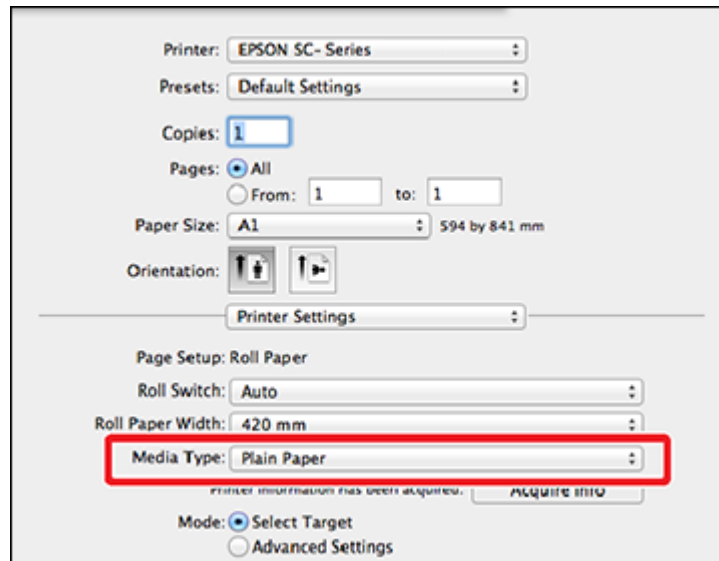 Printer: EPSON SC- Series
Presets: Default Settings
Copies: 1
Pages: All
From: 1 to: 1
Paper Size: A1 594 by 841 mm
Orientation:
Printer Settings
Page Setup: Roll Paper
Roll Switch: Auto
Roll Paper Width: 420 mm
Media Type: Plain Paper
Printer information has been acquired. Acquire Info
Mode: Select Target
Advanced Settings